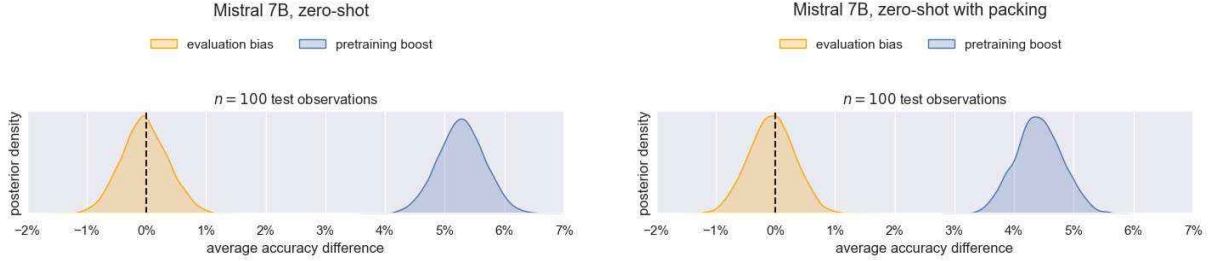 Mistral 7B, zero-shot
evaluation bias pretraining boost
n = 100 test observations
posterior density
−2% −1% 0% 1% 2% 3% 4% 5% 6% 7%
average accuracy difference
Mistral 7B, zero-shot with packing
evaluation bias pretraining boost
n = 100 test observations
posterior density
−2% −1% 0% 1% 2% 3% 4% 5% 6% 7%
average accuracy difference